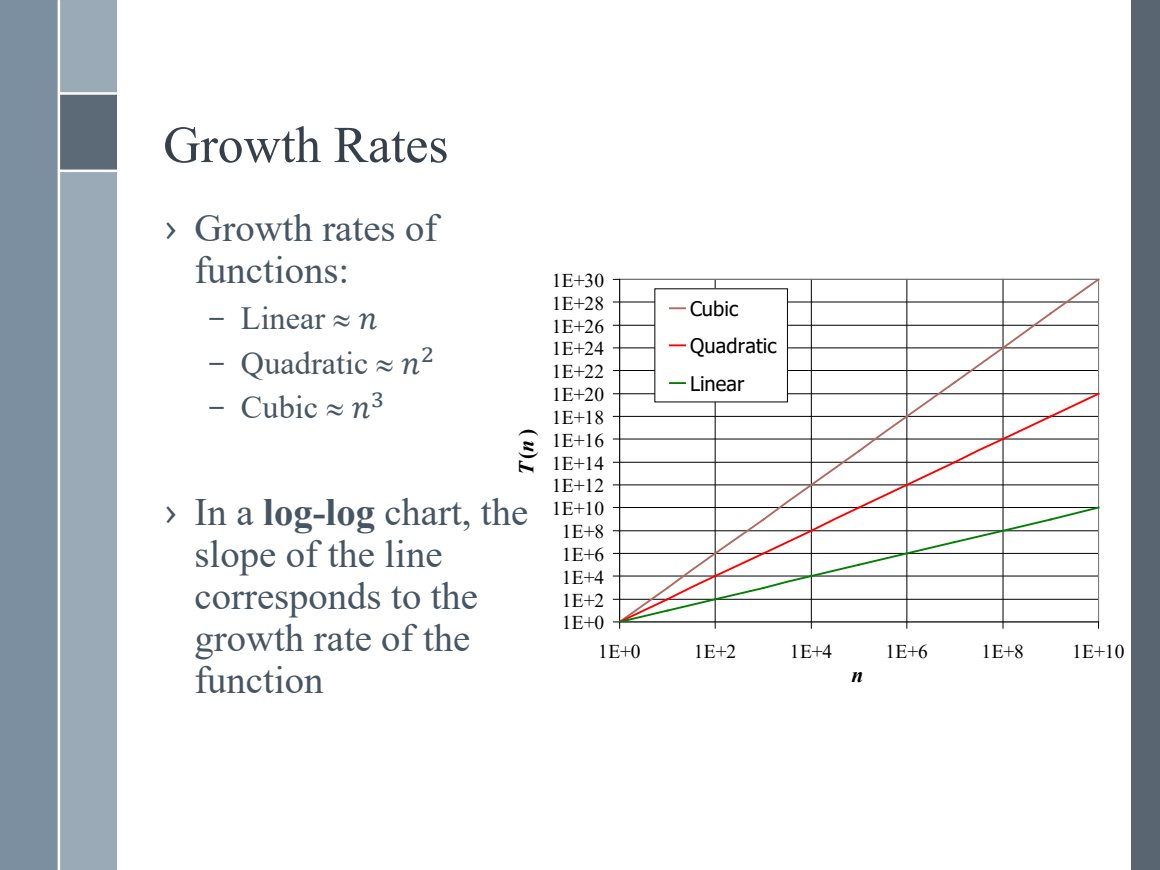 Growth Rates
› Growth rates of
functions:
– Linear ≈ n
– Quadratic ≈ n²
– Cubic ≈ n³
› In a log-log chart, the
slope of the line
corresponds to the
growth rate of the
function
1E+30
1E+28
1E+26
1E+24
1E+22
1E+20
1E+18
1E+16
1E+14
1E+12
1E+10
1E+8
1E+6
1E+4
1E+2
1E+0
T(n)
Cubic
Quadratic
Linear
1E+0 1E+2 1E+4 1E+6 1E+8 1E+10
n